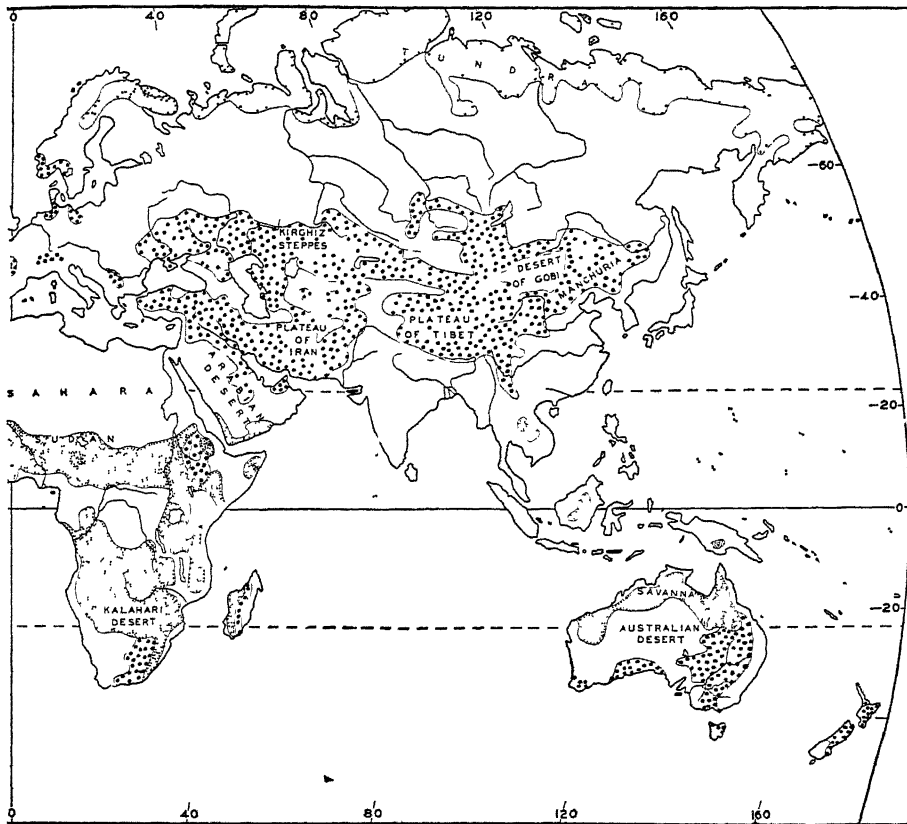 0 40 80 120 160
T U N D R A
60
KIRGHIZ
STEPPES
DESERT
OF GOBI
MANCHURIA
40
PLATEAU
OF
IRAN
PLATEAU
OF TIBET
ARABIAN
DESERT
SAHARA
20
SUDAN
0
SAVANNA
20
KALAHARI
DESERT
AUSTRALIAN
DESERT
0 40 80 120 160